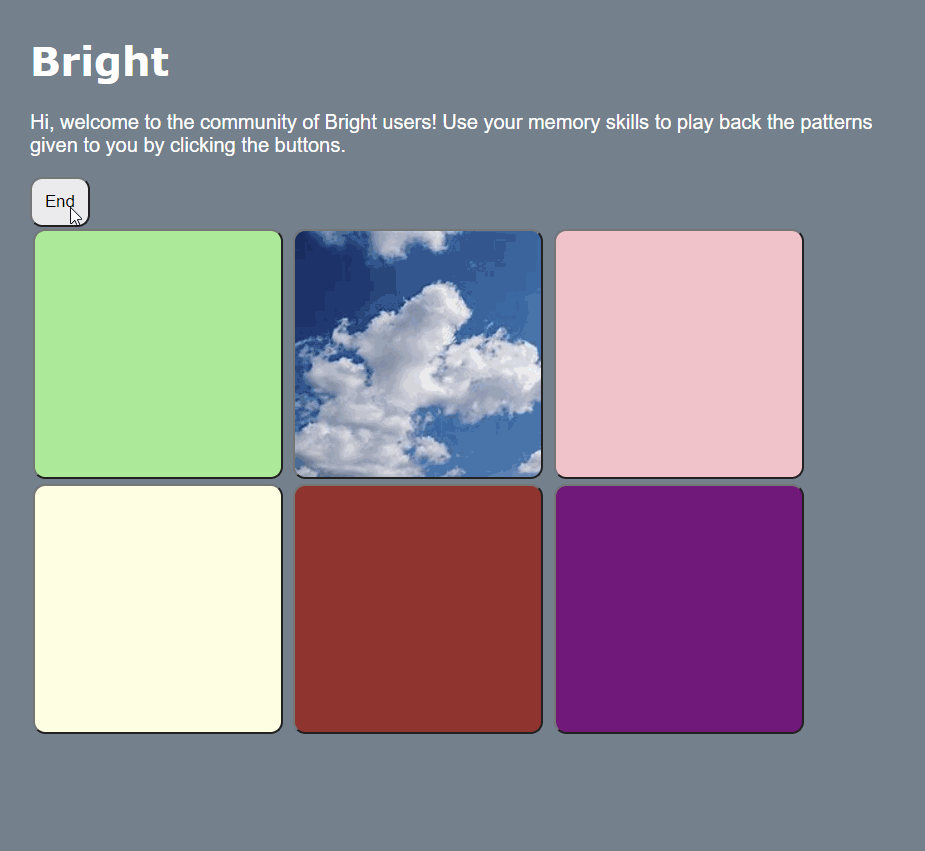 Bright
Hi, welcome to the community of Bright users! Use your memory skills to play back the patterns
given to you by clicking the buttons.
End